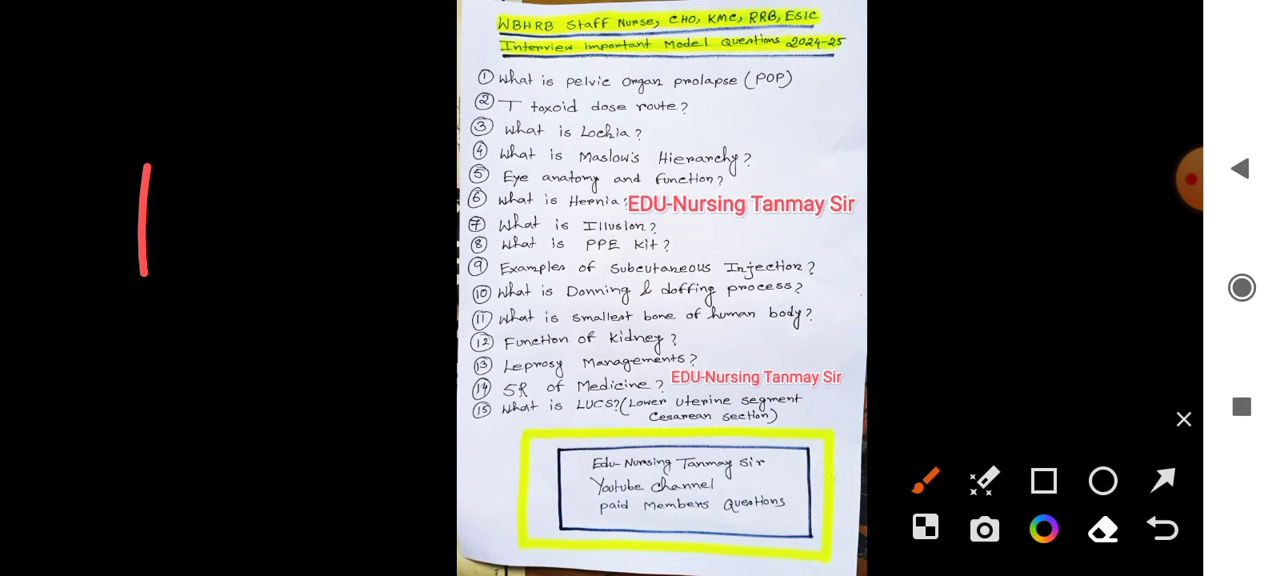 WBHRB Staff Nurse, CHO, KMC, RRB, ESIC
Interview Important Model Questions 2024-25
① What is pelvic organ prolapse (POP)
② T toxoid dose route?
③ What is Lochia?
④ What is Maslow's Hierarchy?
⑤ Eye anatomy and function?
⑥ What is Hernia?
EDU-Nursing Tanmay Sir
⑦ What is Illusion?
⑧ What is PPE Kit?
⑨ Examples of Subcutaneous Injection?
⑩ What is Donning & doffing process?
⑪ What is smallest bone of human body?
⑫ Function of Kidney?
⑬ Leprosy Managements?
EDU-Nursing Tanmay Sir
⑭ 5R of Medicine?
⑮ What is LUCS? (Lower uterine segment
Cesarean section)
Edu-Nursing Tanmay Sir
Youtube channel
paid Members Questions